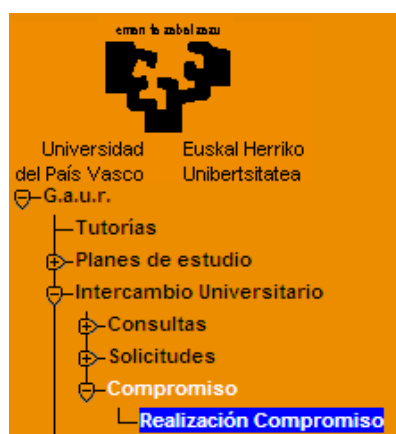 eman ta zabal zazu
Universidad Euskal Herriko
del País Vasco Unibertsitatea
G.a.u.r.
Tutorías
Planes de estudio
Intercambio Universitario
Consultas
Solicitudes
Compromiso
Realización Compromiso